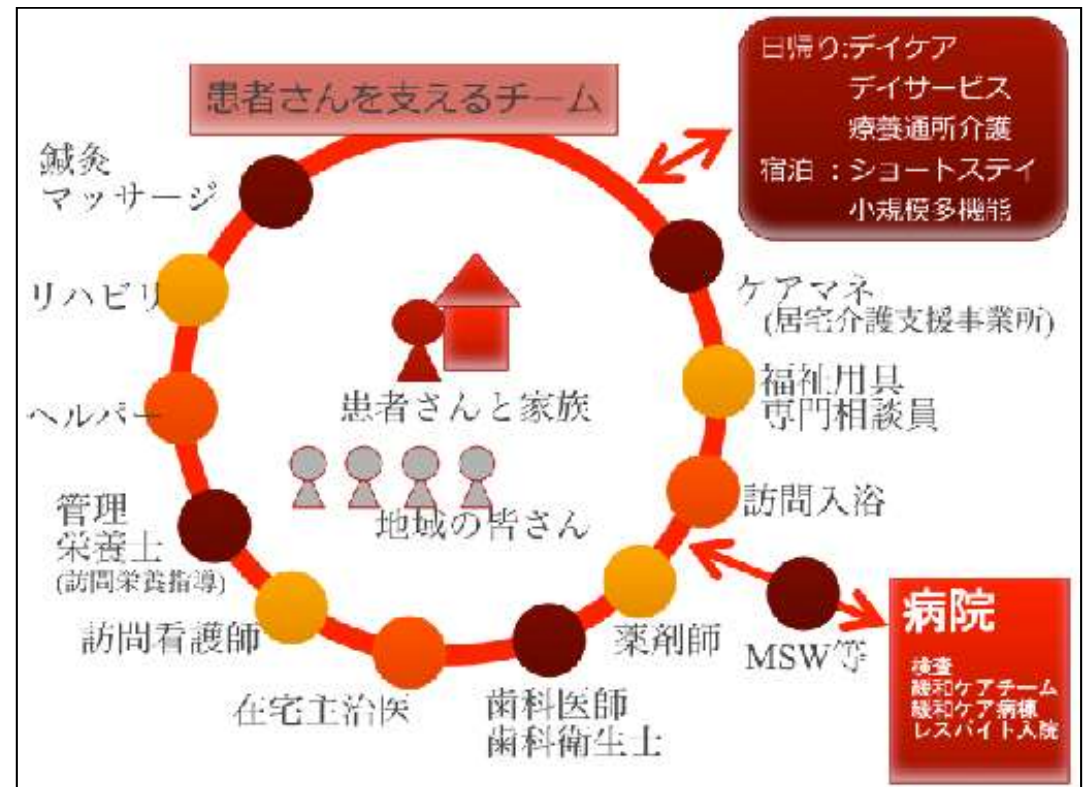 患者さんを支えるチーム
日帰り:デイケア
デイサービス
療養通所介護
宿泊 :ショートステイ
小規模多機能
鍼灸
マッサージ
リハビリ
ヘルパー
管理
栄養士
(訪問栄養指導)
訪問看護師
在宅主治医
歯科医師
歯科衛生士
薬剤師
訪問入浴
福祉用具
専門相談員
ケアマネ
(居宅介護支援事業所)
患者さんと家族
地域の皆さん
MSW等
病院
検査
緩和ケアチーム
緩和ケア病棟
レスパイト入院